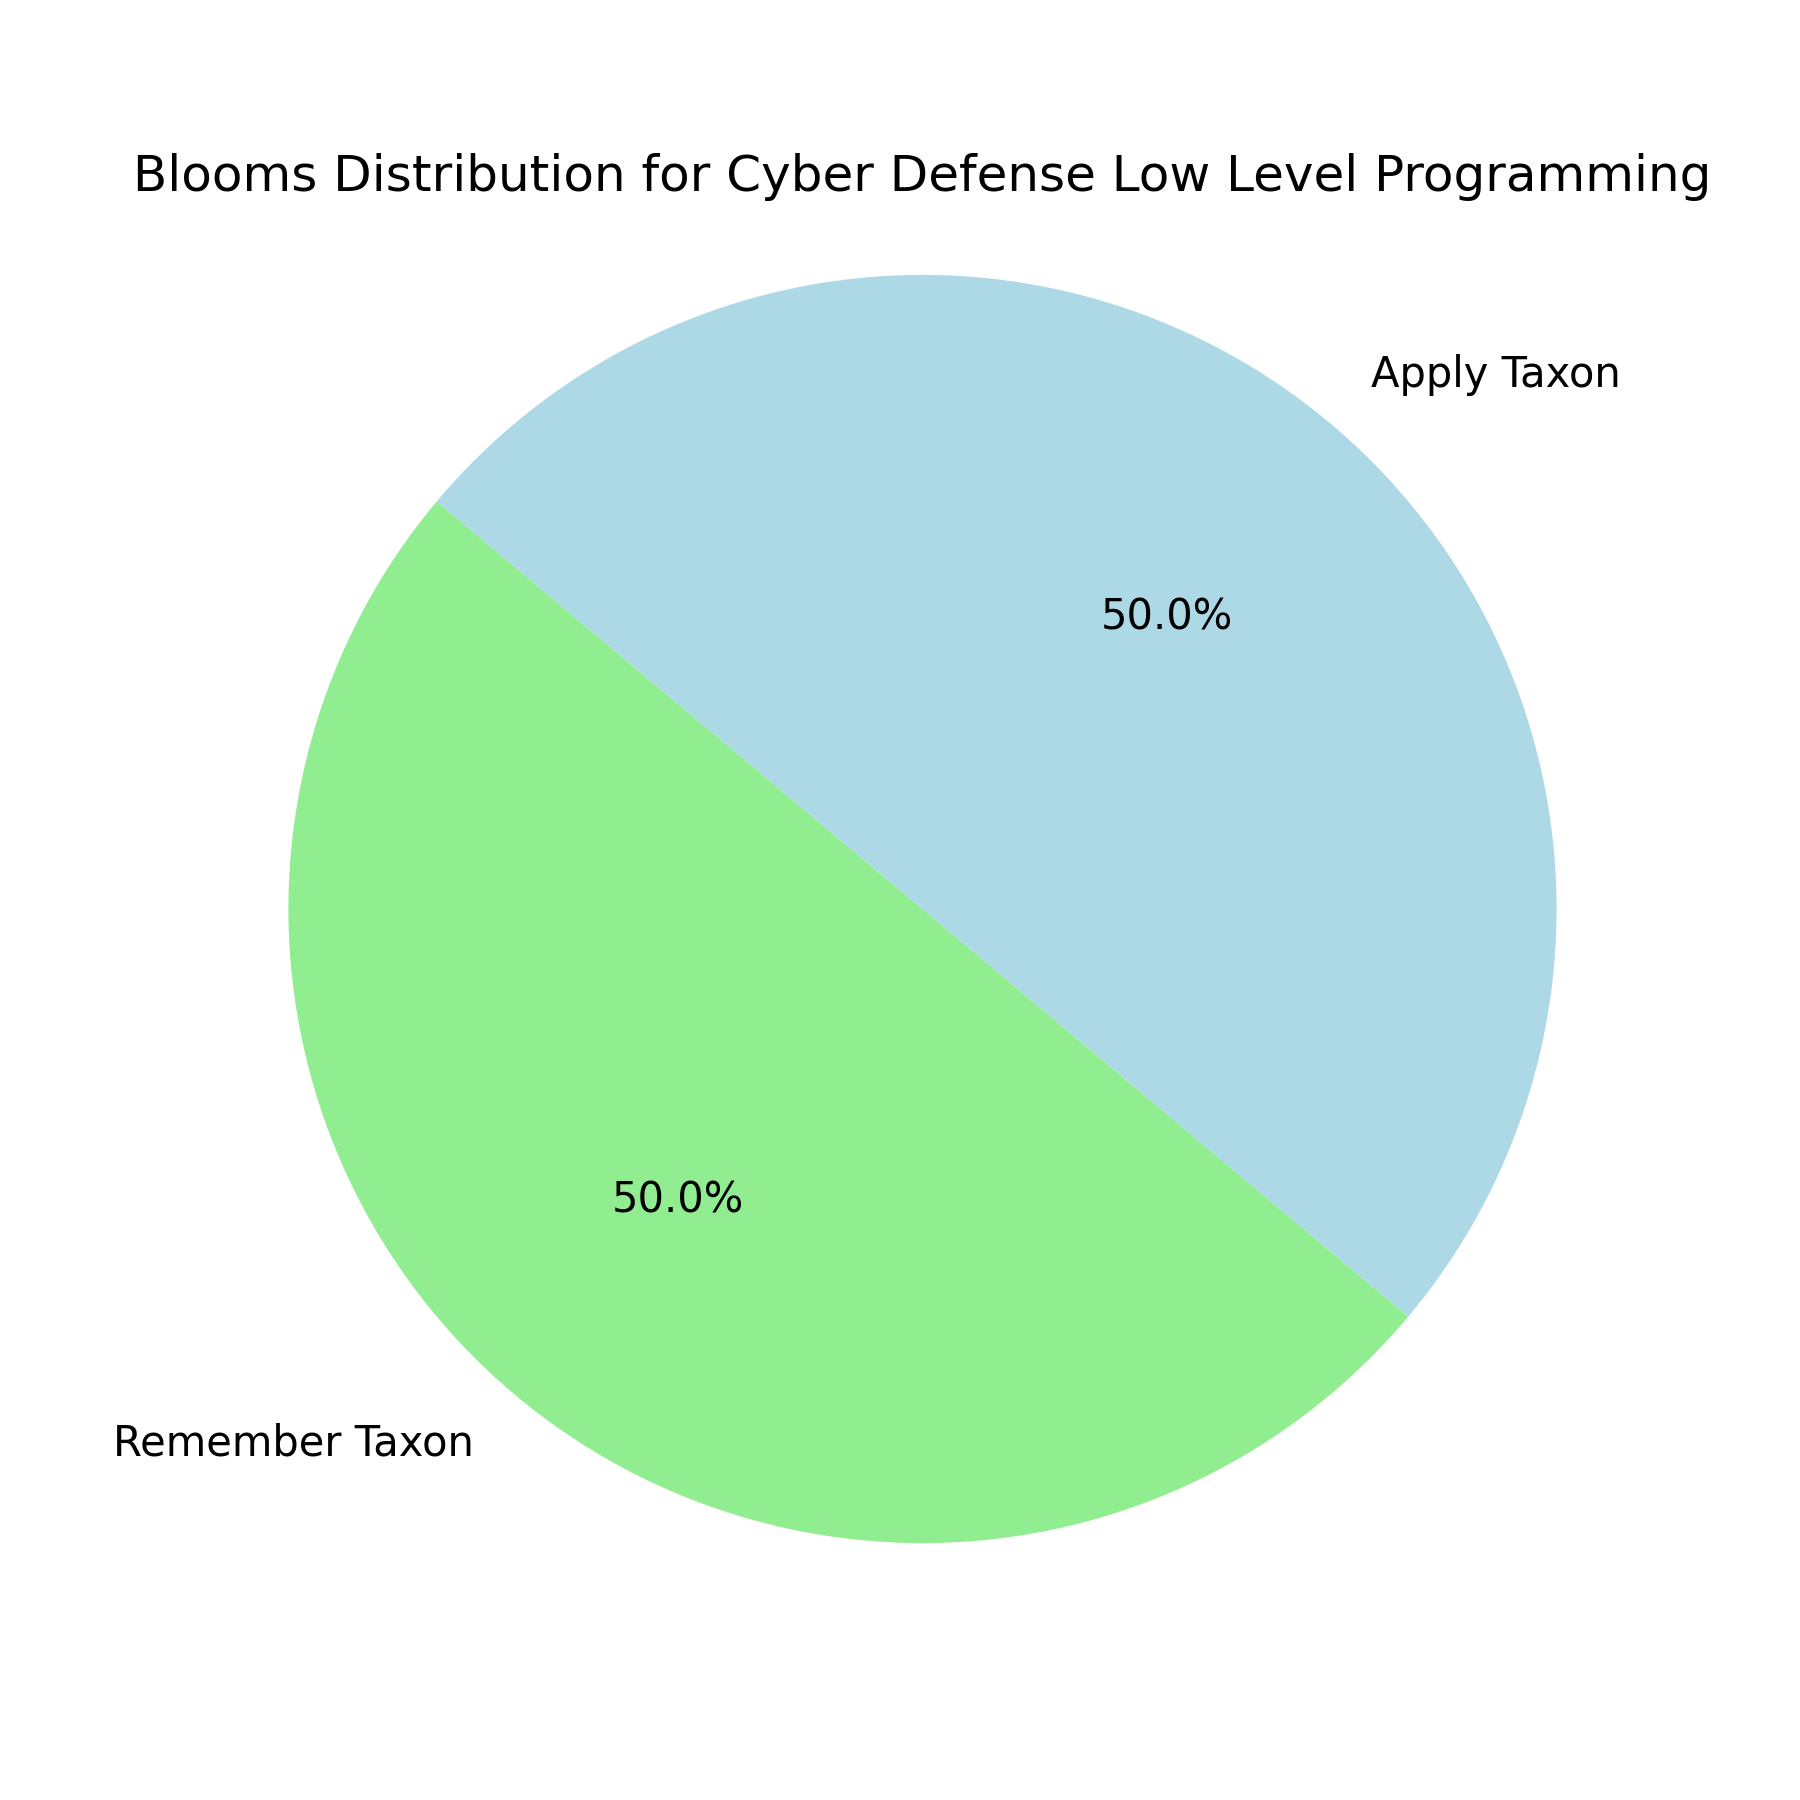 Blooms Distribution for Cyber Defense Low Level Programming
Apply Taxon
50.0%
50.0%
Remember Taxon